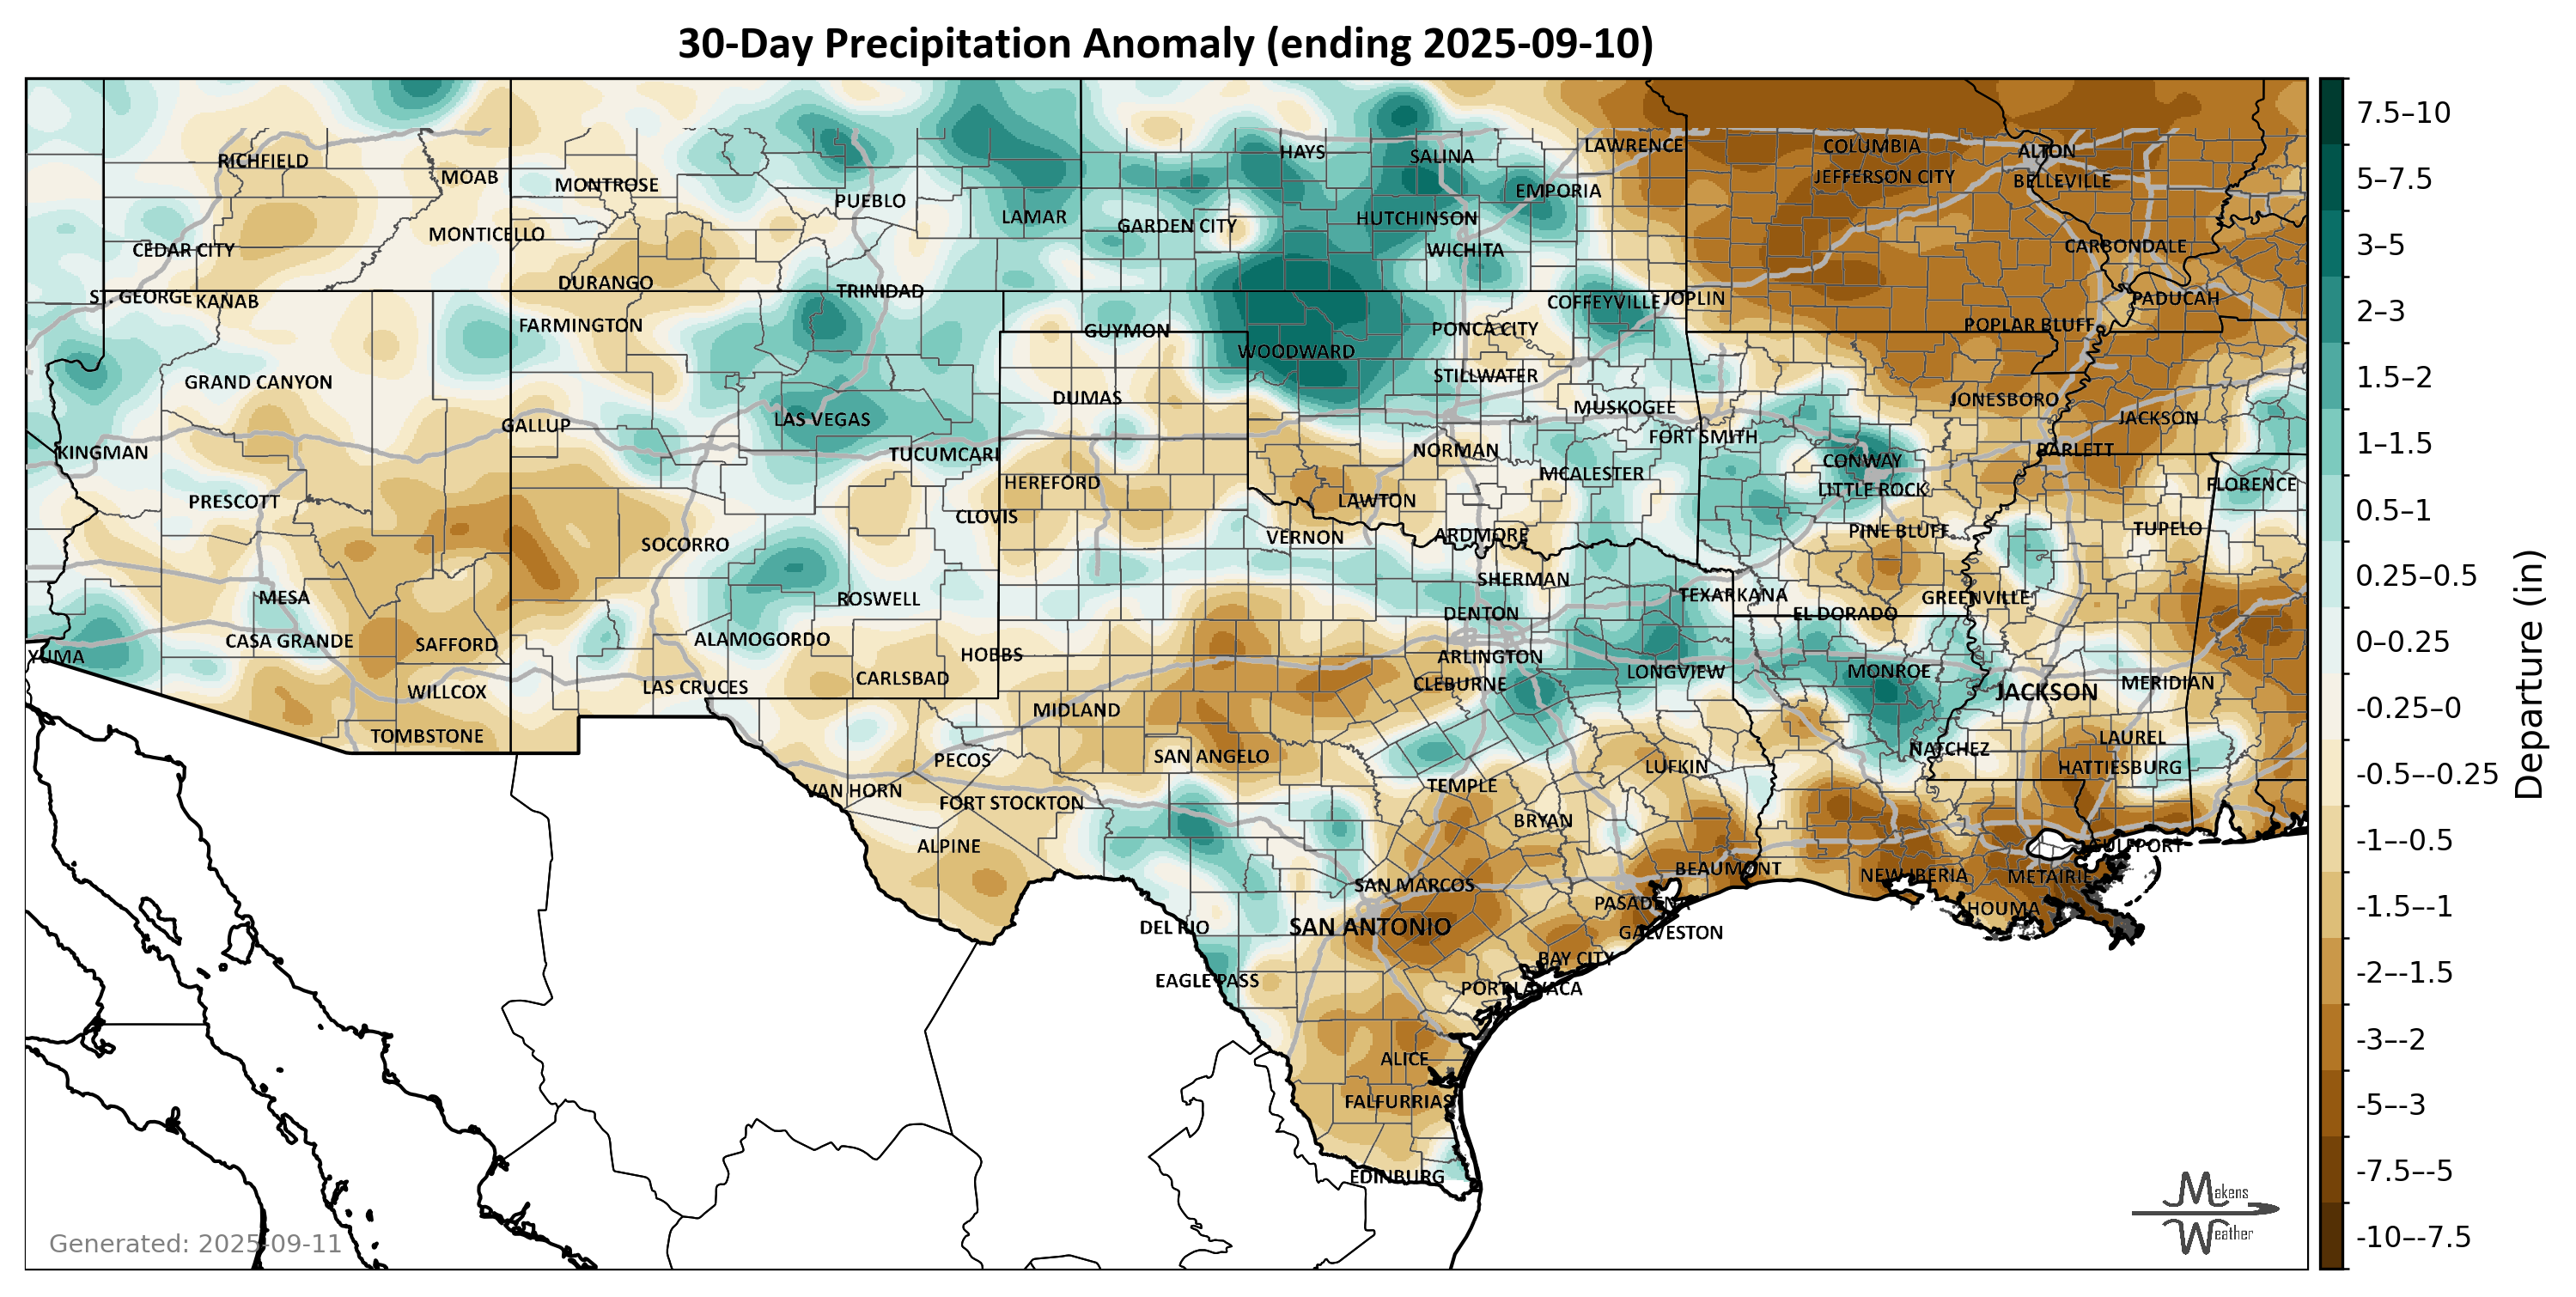 30-Day Precipitation Anomaly (ending 2025-09-10)
LAWRENCE
COLUMBIA
ALTON
HAYS
SALINA
RICHFIELD
MOAB
MONTROSE
JEFFERSON CITY
BELLEVILLE
EMPORIA
PUEBLO
LAMAR
HUTCHINSON
GARDEN CITY
MONTICELLO
CEDAR CITY
WICHITA
CARBONDALE
DURANGO
TRINIDAD
ST. GEORGE
KANAB
COFFEYVILLE
JOPLIN
PADUCAH
FARMINGTON
GUYMON
PONCA CITY
POPLAR BLUFF
WOODWARD
GRAND CANYON
STILLWATER
DUMAS
MUSKOGEE
JONESBORO
LAS VEGAS
JACKSON
GALLUP
FORT SMITH
KINGMAN
TUCUMCARI
NORMAN
BARTLETT
CONWAY
MCALESTER
HEREFORD
LITTLE ROCK
FLORENCE
PRESCOTT
LAWTON
CLOVIS
PINE BLUFF
TUPELO
SOCORRO
VERNON
ARDMORE
SHERMAN
MESA
ROSWELL
TEXARKANA
GREENVILLE
DENTON
EL DORADO
CASA GRANDE
SAFFORD
ALAMOGORDO
YUMA
HOBBS
ARLINGTON
LONGVIEW
MONROE
CARLSBAD
CLEBURNE
MERIDIAN
LAS CRUCES
WILLCOX
JACKSON
MIDLAND
TOMBSTONE
LAUREL
NATCHEZ
PECOS
SAN ANGELO
LUFKIN
HATTIESBURG
TEMPLE
VAN HORN
FORT STOCKTON
BRYAN
ALPINE
GULFPORT
BEAUMONT
SAN MARCOS
NEW IBERIA
METAIRIE
PASADENA
HOUMA
DEL RIO
SAN ANTONIO
GALVESTON
BAY CITY
EAGLE PASS
PORT LAVACA
ALICE
FALFURRIAS
EDINBURG
Generated: 2025-09-11
Makens
Weather
7.5–10
5–7.5
3–5
2–3
1.5–2
1–1.5
0.5–1
0.25–0.5
0–0.25
-0.25–0
-0.5–-0.25
-1–-0.5
-1.5–-1
-2–-1.5
-3–-2
-5–-3
-7.5–-5
-10–-7.5
Departure (in)